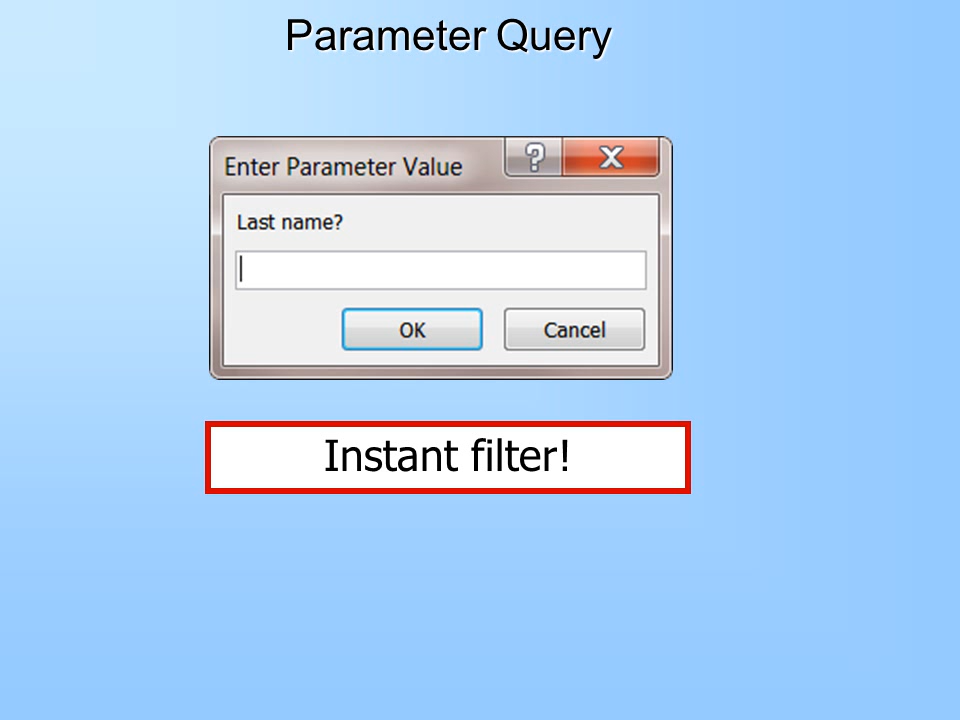 Parameter Query
Enter Parameter Value
Last name?
OK Cancel
Instant filter!